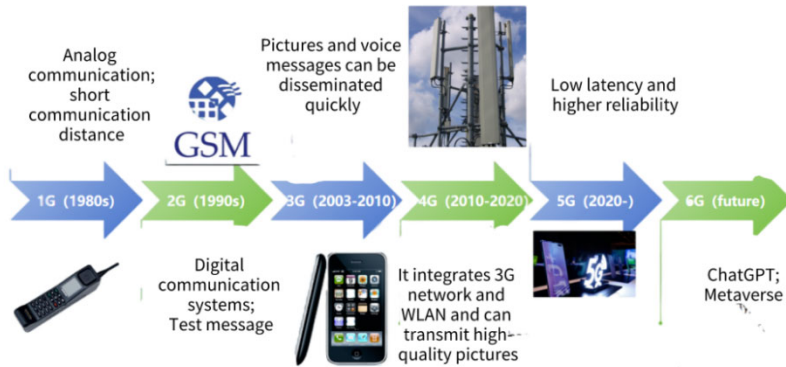 Analog
communication;
short
communication
distance
GSM
Pictures and voice
messages can be
disseminated
quickly
Low latency and
higher reliability
1G (1980s)
2G (1990s)
3G (2003-2010)
4G (2010-2020)
5G (2020-)
6G (future)
Digital
communication
systems;
Test message
It integrates 3G
network and
WLAN and can
transmit high-
quality pictures
5G
ChatGPT;
Metaverse